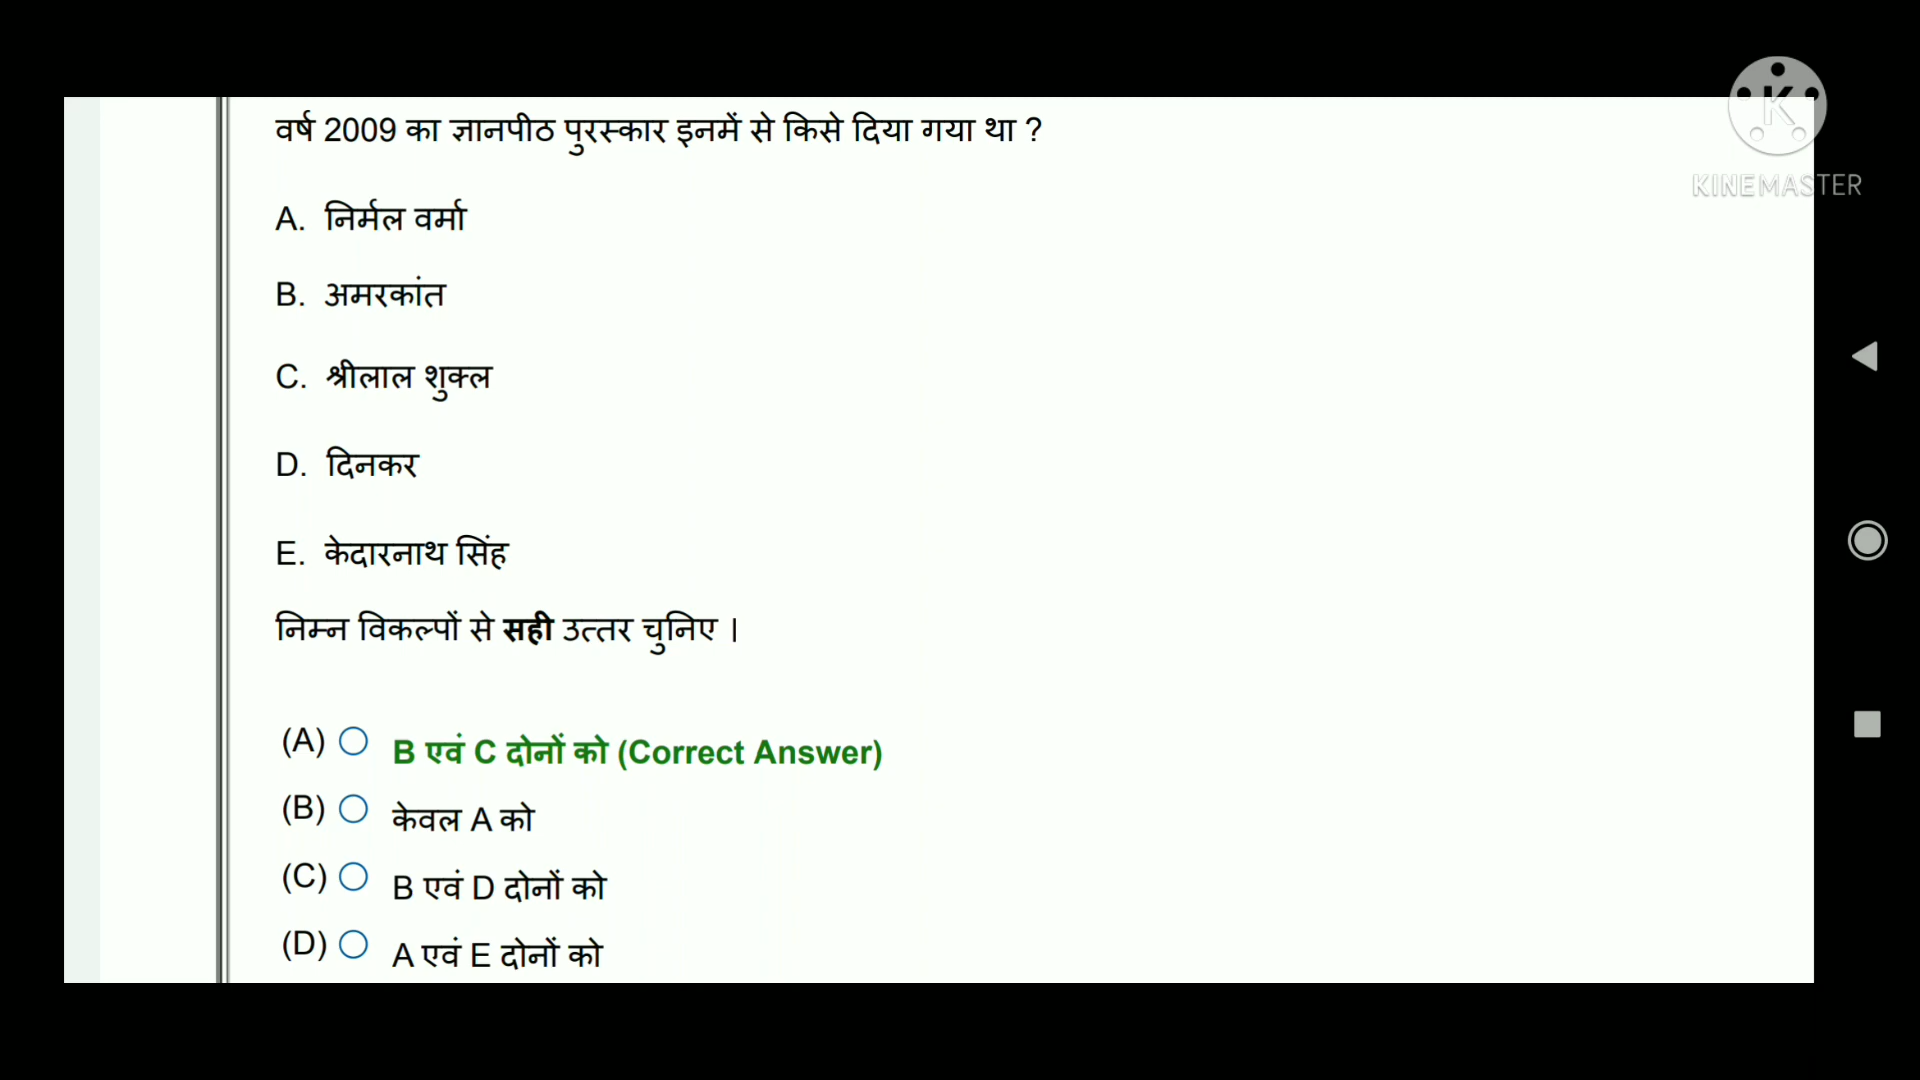 वर्ष 2009 का ज्ञानपीठ पुरस्कार इनमें से किसे दिया गया था ?
A. निर्मल वर्मा
B. अमरकांत
C. श्रीलाल शुक्ल
D. दिनकर
E. केदारनाथ सिंह
निम्न विकल्पों से सही उत्तर चुनिए ।
(A) B एवं C दोनों को (Correct Answer)
(B) केवल A को
(C) B एवं D दोनों को
(D) A एवं E दोनों को
K
KINEMASTER